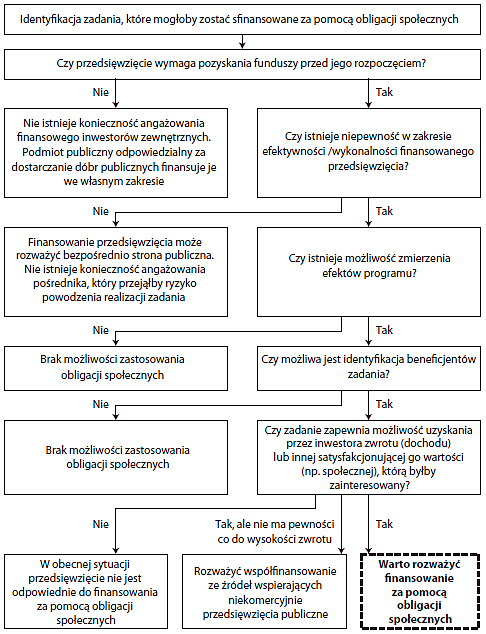 Identyfikacja zadania, które mogłoby zostać sfinansowane za pomocą obligacji społecznych
Czy przedsięwzięcie wymaga pozyskania funduszy przed jego rozpoczęciem?
Nie
Tak
Nie istnieje konieczność angażowania
finansowego inwestorów zewnętrznych.
Podmiot publiczny odpowiedzialny za
dostarczanie dóbr publicznych finansuje je
we własnym zakresie
Czy istnieje niepewność w zakresie
efektywności /wykonalności finansowanego
przedsięwzięcia?
Nie
Tak
Finansowanie przedsięwzięcia może
rozważyć bezpośrednio strona publiczna.
Nie istnieje konieczność angażowania
pośrednika, który przejąłby ryzyko
powodzenia realizacji zadania
Czy istnieje możliwość zmierzenia
efektów programu?
Nie
Tak
Brak możliwości zastosowania
obligacji społecznych
Czy możliwa jest identyfikacja beneficjentów
zadania?
Nie
Tak
Brak możliwości zastosowania
obligacji społecznych
Czy zadanie zapewnia możliwość uzyskania
przez inwestora zwrotu (dochodu)
lub innej satysfakcjonującej go wartości
(np. społecznej), którą byłby
zainteresowany?
Nie
Tak, ale nie ma pewności
co do wysokości zwrotu
Tak
W obecnej sytuacji
przedsięwzięcie nie jest
odpowiednie do finansowania
za pomocą obligacji
społecznych
Rozważyć współfinansowanie
ze źródeł wspierających
niekomercyjnie
przedsięwzięcia publiczne
Warto rozważyć
finansowanie
za pomocą
obligacji
społecznych